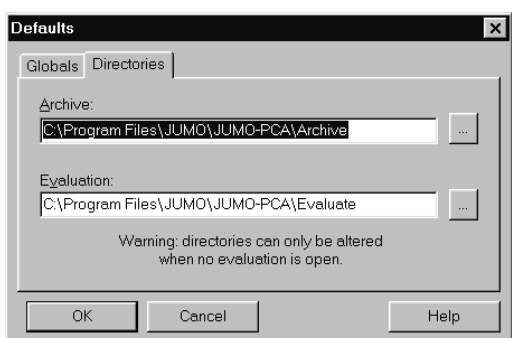 Defaults
Globals Directories
Archive:
C:\Program Files\JUMO\JUMO-PCA\Archive
...
Evaluation:
C:\Program Files\JUMO\JUMO-PCA\Evaluate
...
Warning: directories can only be altered
when no evaluation is open.
OK Cancel Help